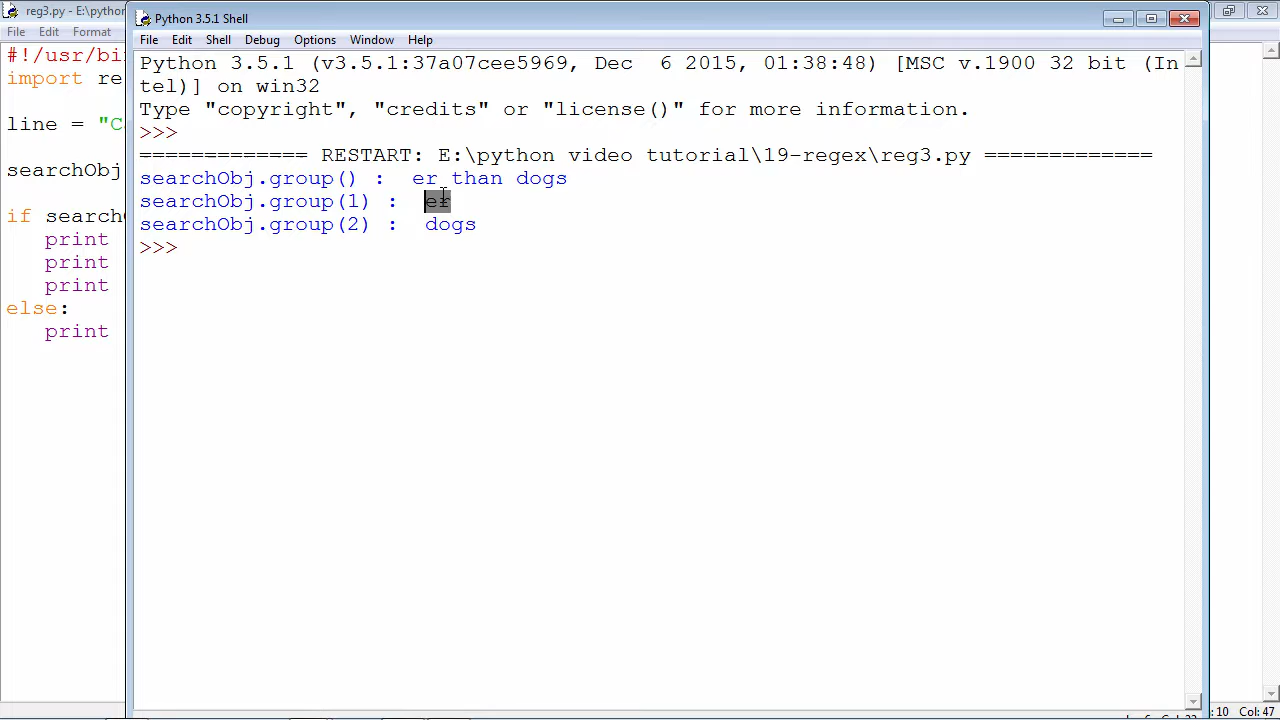 reg3.py - E:\python
Python 3.5.1 Shell
File Edit Format
File Edit Shell Debug Options Window Help
#!/usr/bi
import re
line = "C
searchObj
if search
print
print
print
else:
print
Python 3.5.1 (v3.5.1:37a07cee5969, Dec  6 2015, 01:38:48) [MSC v.1900 32 bit (In
tel)] on win32
Type "copyright", "credits" or "license()" for more information.
>>>
============= RESTART: E:\python video tutorial\19-regex\reg3.py =============
searchObj.group() :  er than dogs
searchObj.group(1) :  er
searchObj.group(2) :  dogs
>>>
: 10 Col: 47